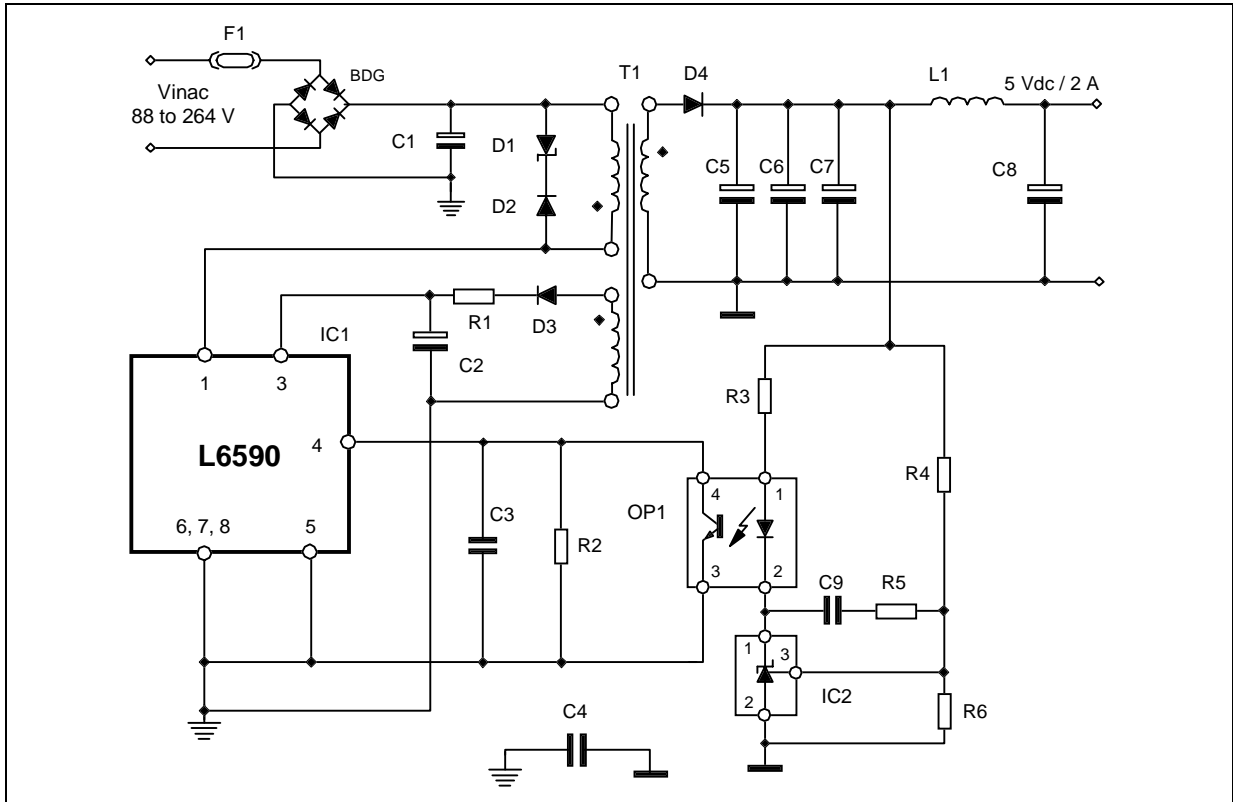 F1
BDG
Vinac
88 to 264 V
T1
D4
L1
5 Vdc / 2 A
C1
D1
D2
C5
C6
C7
C8
R1
D3
IC1
C2
1
3
L6590
4
6, 7, 8
5
C3
R2
OP1
4
1
3
2
R3
R4
C9
R5
1
3
2
IC2
R6
C4